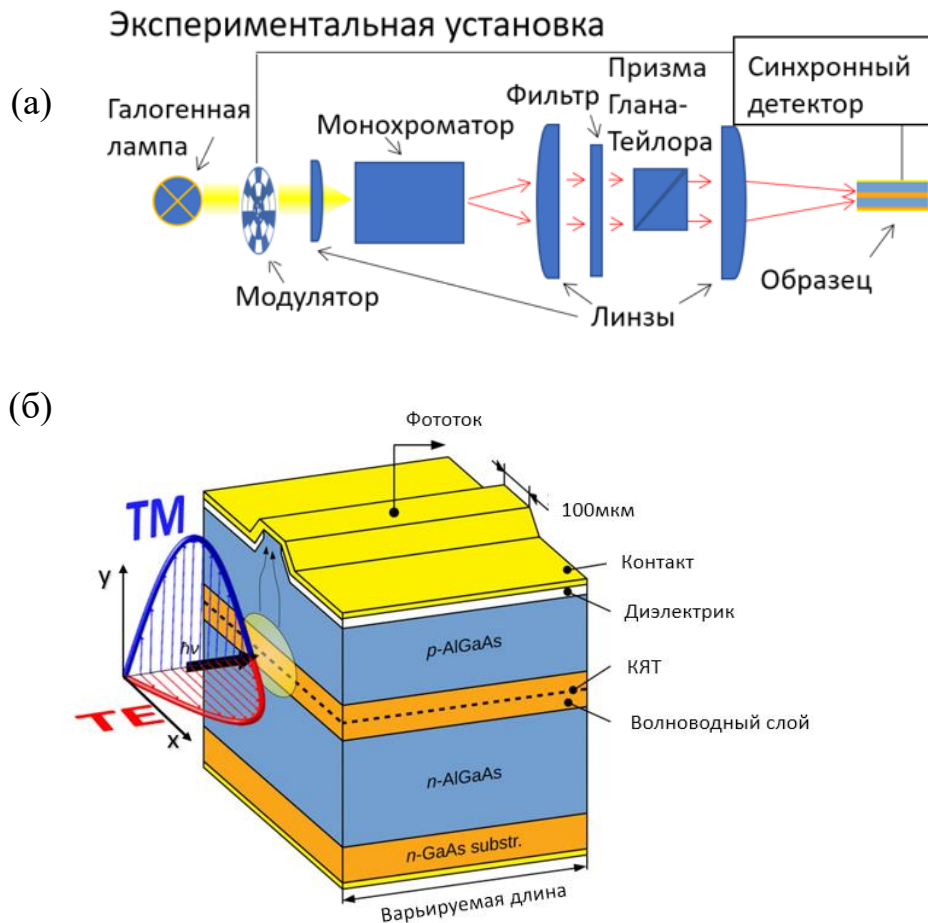 Экспериментальная установка
(а)
Галогенная
лампа
Монохроматор
Фильтр
Призма
Глана-
Тейлора
Синхронный
детектор
Модулятор
Линзы
Образец
(б)
Фототок
100мкм
TM
y
Контакт
Диэлектрик
hν
p-AlGaAs
КЯТ
TE
x
Волноводный слой
n-AlGaAs
n-GaAs substr.
Варьируемая длина